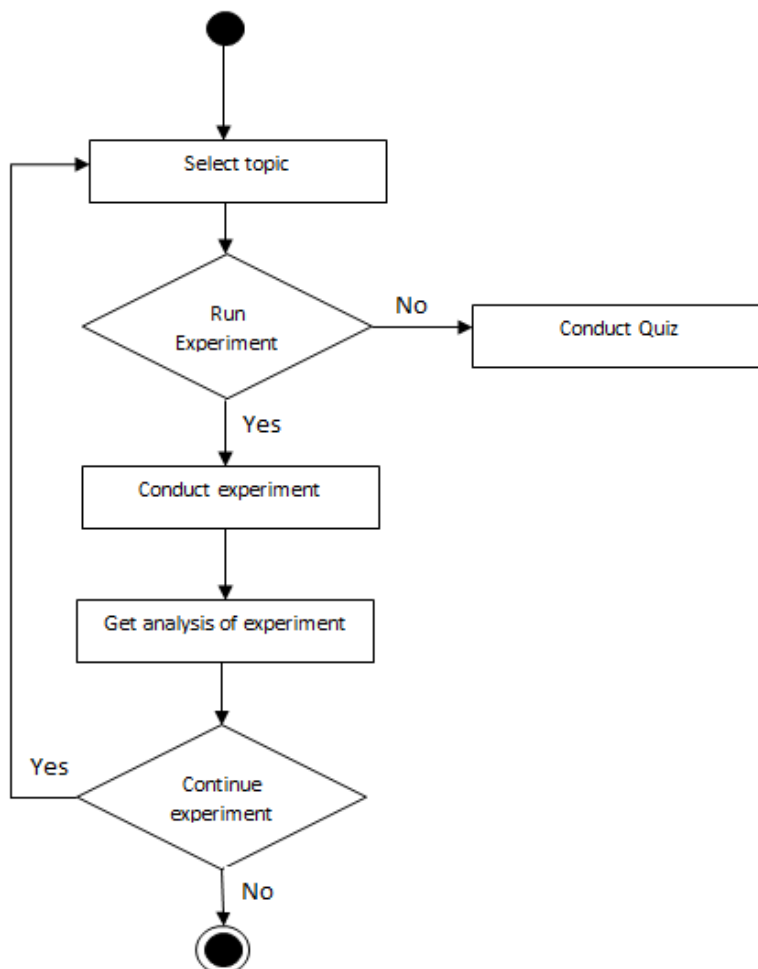 Select topic
Run
Experiment
No
Conduct Quiz
Yes
Conduct experiment
Get analysis of experiment
Yes
Continue
experiment
No